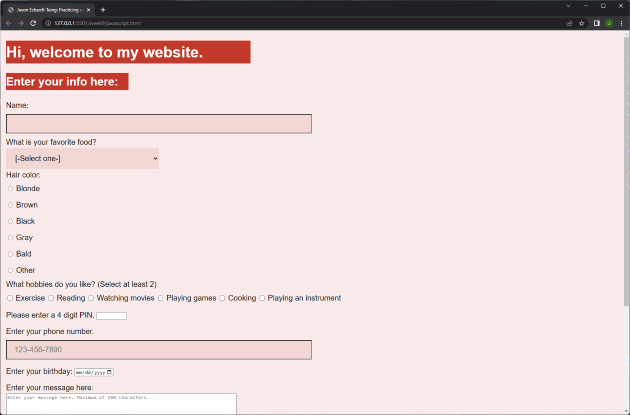 Jason Eckardt-Taing: Practicing
127.0.0.1:5501/week9/javascript.html
Hi, welcome to my website.
Enter your info here:
Name:
What is your favorite food?
[-Select one-]
Hair color:
Blonde
Brown
Black
Gray
Bald
Other
What hobbies do you like? (Select at least 2)
Exercise Reading Watching movies Playing games Cooking Playing an instrument
Please enter a 4 digit PIN.
Enter your phone number.
123-456-7890
Enter your birthday: mm/dd/yyyy
Enter your message here:
Enter your message here. Maximum of 250 characters.